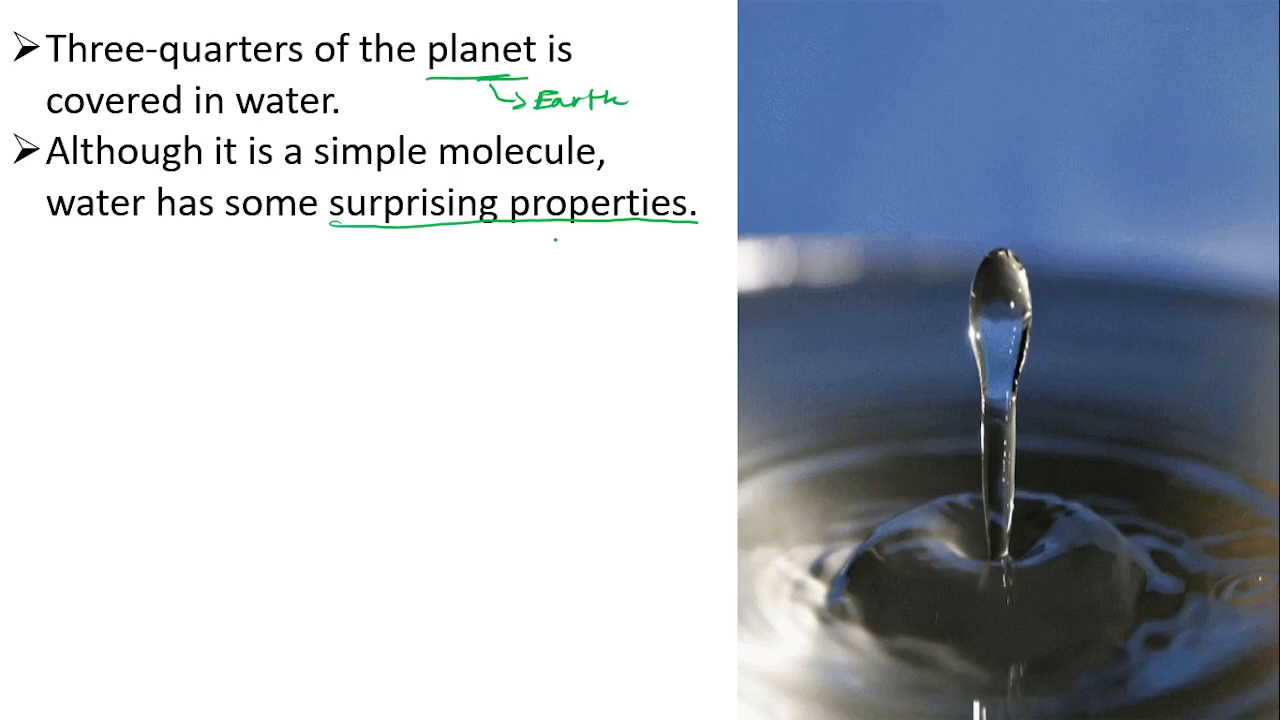 ➢Three-quarters of the planet is
covered in water.
Earth
➢Although it is a simple molecule,
water has some surprising properties.